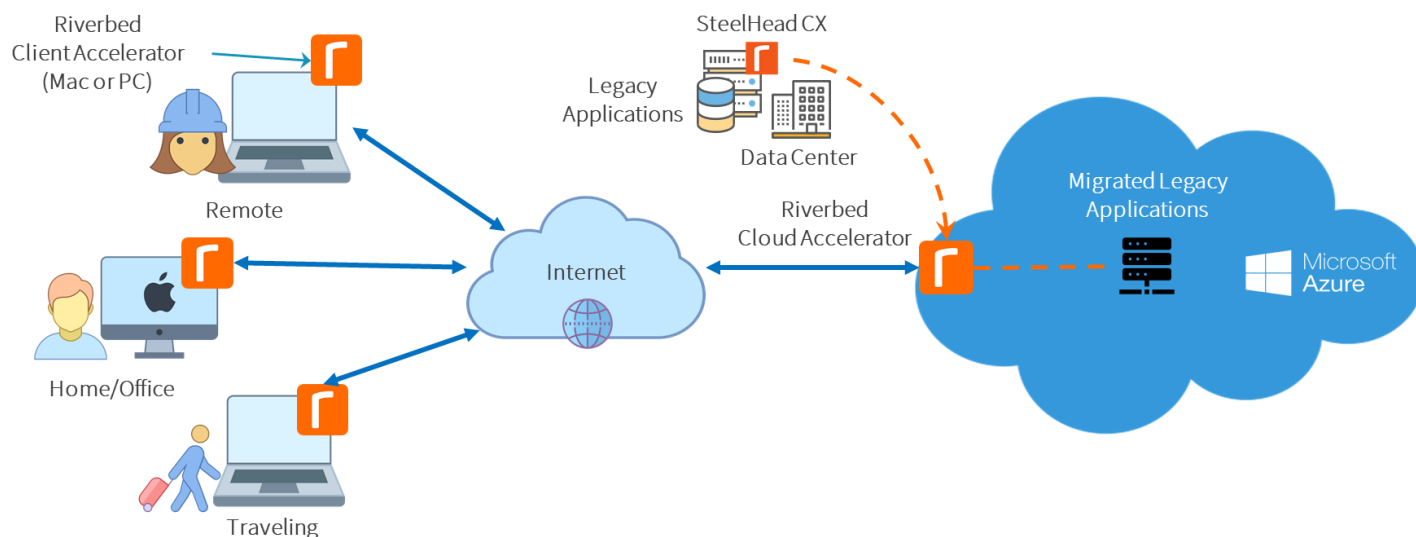 Riverbed
Client Accelerator
(Mac or PC)
Remote
Home/Office
Traveling
Internet
SteelHead CX
Legacy
Applications
Data Center
Riverbed
Cloud Accelerator
Migrated Legacy
Applications
Microsoft
Azure